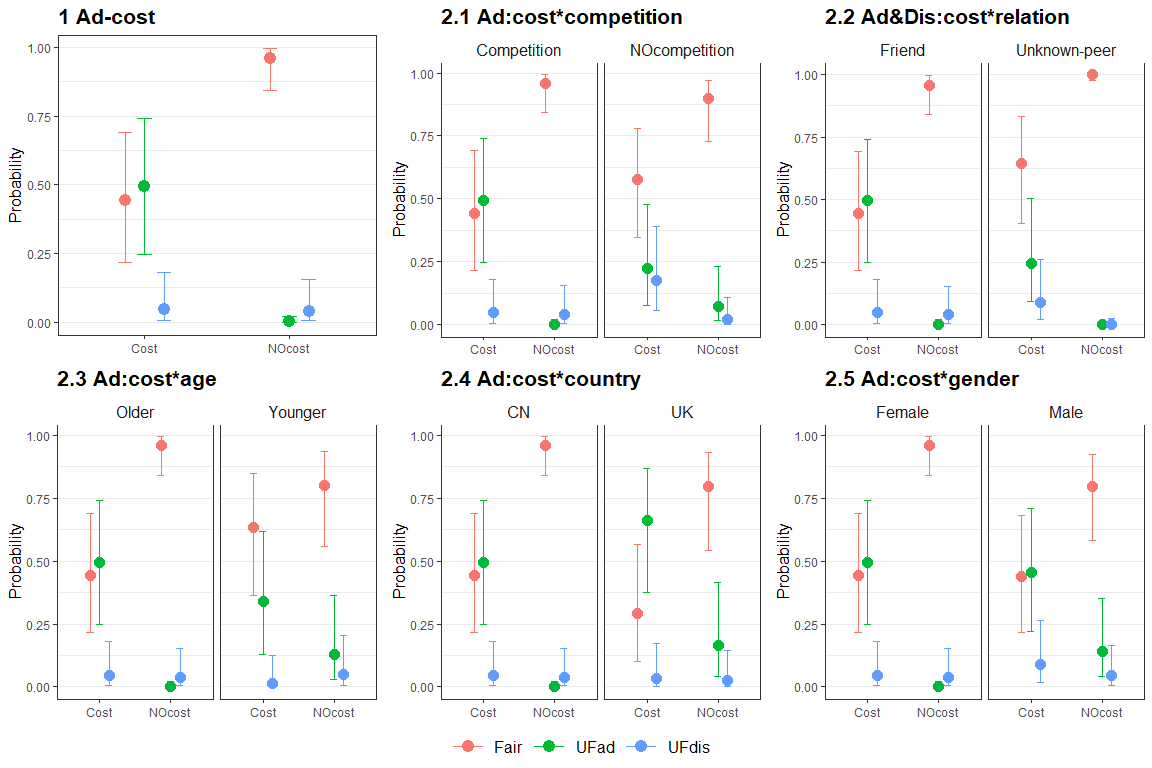 1 Ad-cost
Probability
1.00
0.75
0.50
0.25
0.00
Cost NOcost
2.1 Ad:cost*competition
Competition NOcompetition
Probability
1.00
0.75
0.50
0.25
0.00
Cost NOcost Cost NOcost
2.2 Ad&Dis:cost*relation
Friend Unknown-peer
Probability
1.00
0.75
0.50
0.25
0.00
Cost NOcost Cost NOcost
2.3 Ad:cost*age
Older Younger
Probability
1.00
0.75
0.50
0.25
0.00
Cost NOcost Cost NOcost
2.4 Ad:cost*country
CN UK
Probability
1.00
0.75
0.50
0.25
0.00
Cost NOcost Cost NOcost
2.5 Ad:cost*gender
Female Male
Probability
1.00
0.75
0.50
0.25
0.00
Cost NOcost Cost NOcost
Fair UFad UFdis